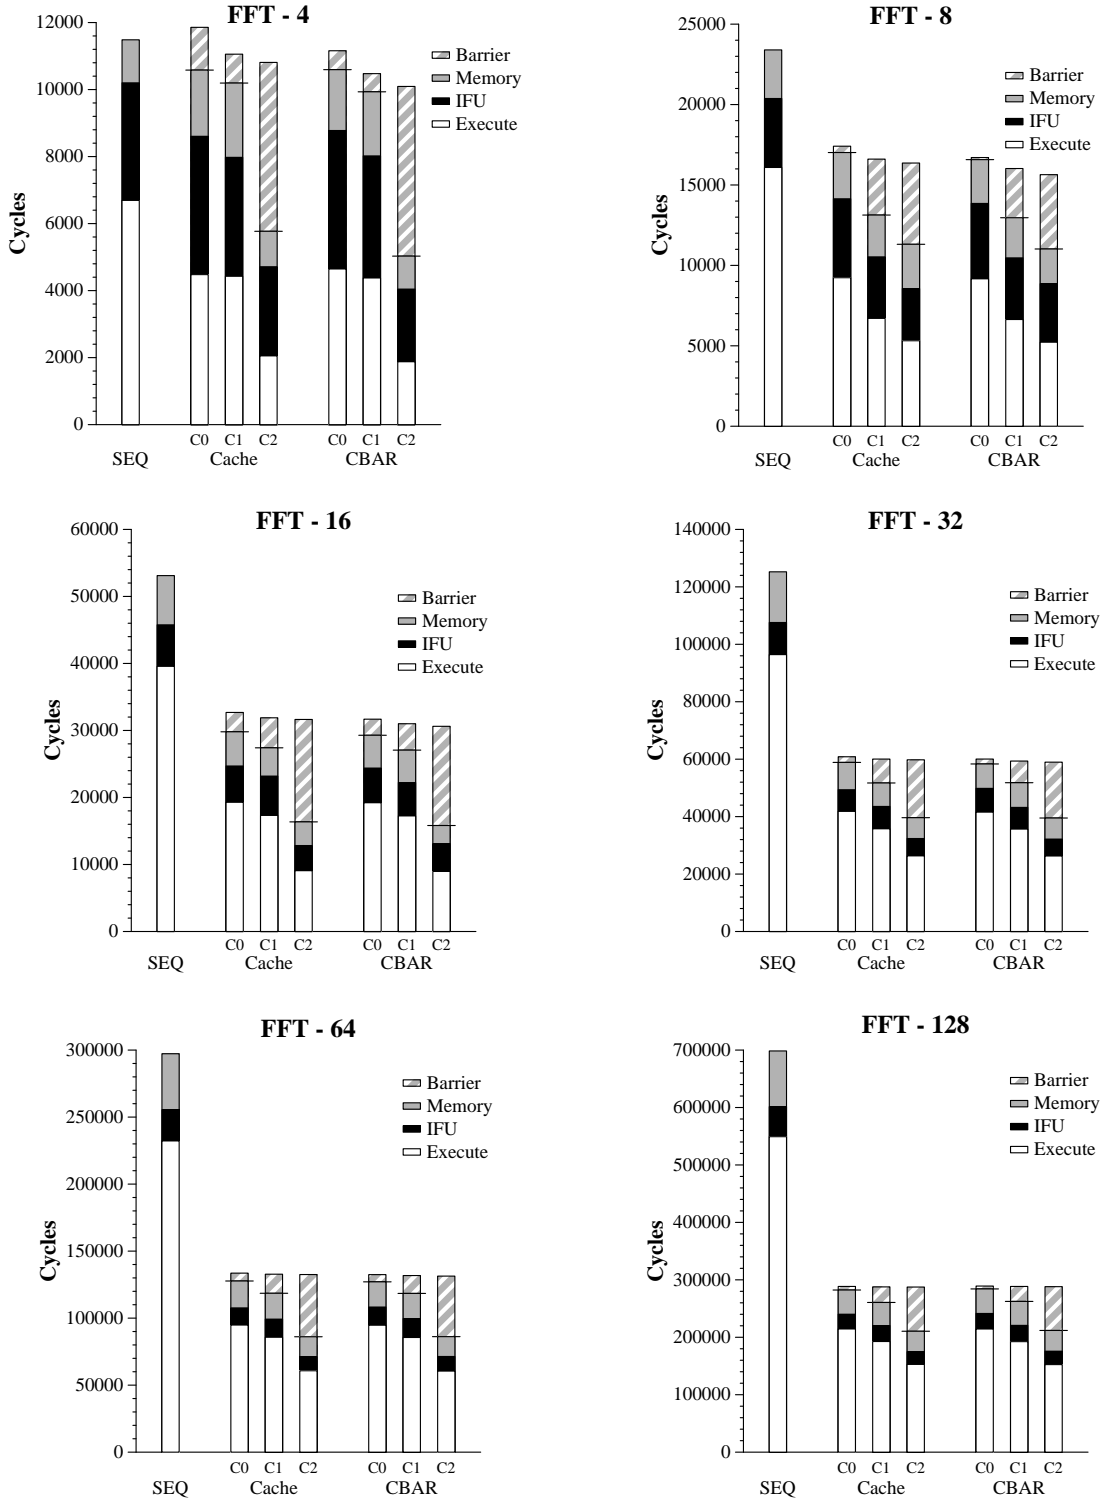 FFT - 4
Cycles
12000
10000
8000
6000
4000
2000
0
Barrier
Memory
IFU
Execute
C0 C1 C2 C0 C1 C2
SEQ Cache CBAR
FFT - 8
Cycles
25000
20000
15000
10000
5000
0
Barrier
Memory
IFU
Execute
C0 C1 C2 C0 C1 C2
SEQ Cache CBAR
FFT - 16
Cycles
60000
50000
40000
30000
20000
10000
0
Barrier
Memory
IFU
Execute
C0 C1 C2 C0 C1 C2
SEQ Cache CBAR
FFT - 32
Cycles
140000
120000
100000
80000
60000
40000
20000
0
Barrier
Memory
IFU
Execute
C0 C1 C2 C0 C1 C2
SEQ Cache CBAR
FFT - 64
Cycles
300000
250000
200000
150000
100000
50000
0
Barrier
Memory
IFU
Execute
C0 C1 C2 C0 C1 C2
SEQ Cache CBAR
FFT - 128
Cycles
700000
600000
500000
400000
300000
200000
100000
0
Barrier
Memory
IFU
Execute
C0 C1 C2 C0 C1 C2
SEQ Cache CBAR